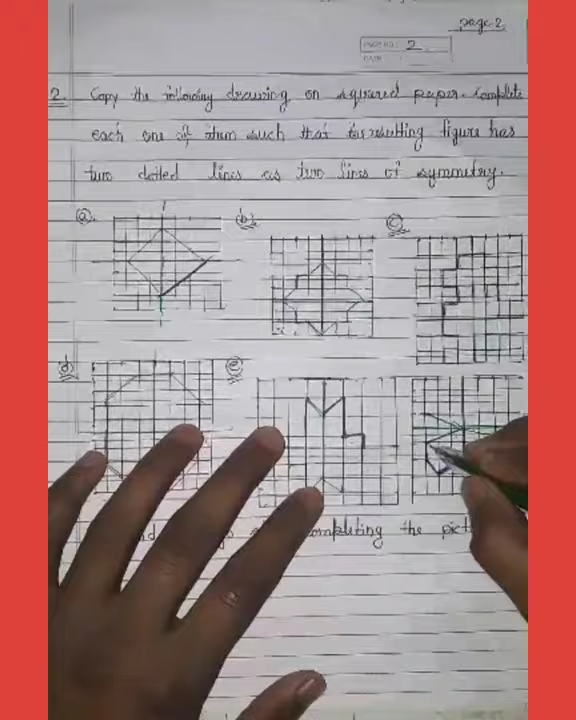 page-2
PAGE NO: 2
DATE:
2. Copy the following drawing on squared paper. Complete
each one of them such that the resulting figure has
two dotted lines as two lines of symmetry.
a. b. c.
d. e.
completing the pict